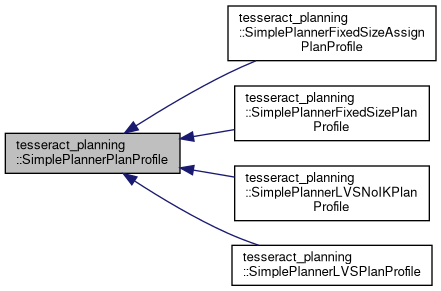 tesseract_planning
::SimplePlannerPlanProfile
tesseract_planning
::SimplePlannerFixedSizeAssign
PlanProfile
tesseract_planning
::SimplePlannerFixedSizePlan
Profile
tesseract_planning
::SimplePlannerLVSNoIKPlan
Profile
tesseract_planning
::SimplePlannerLVSPlanProfile